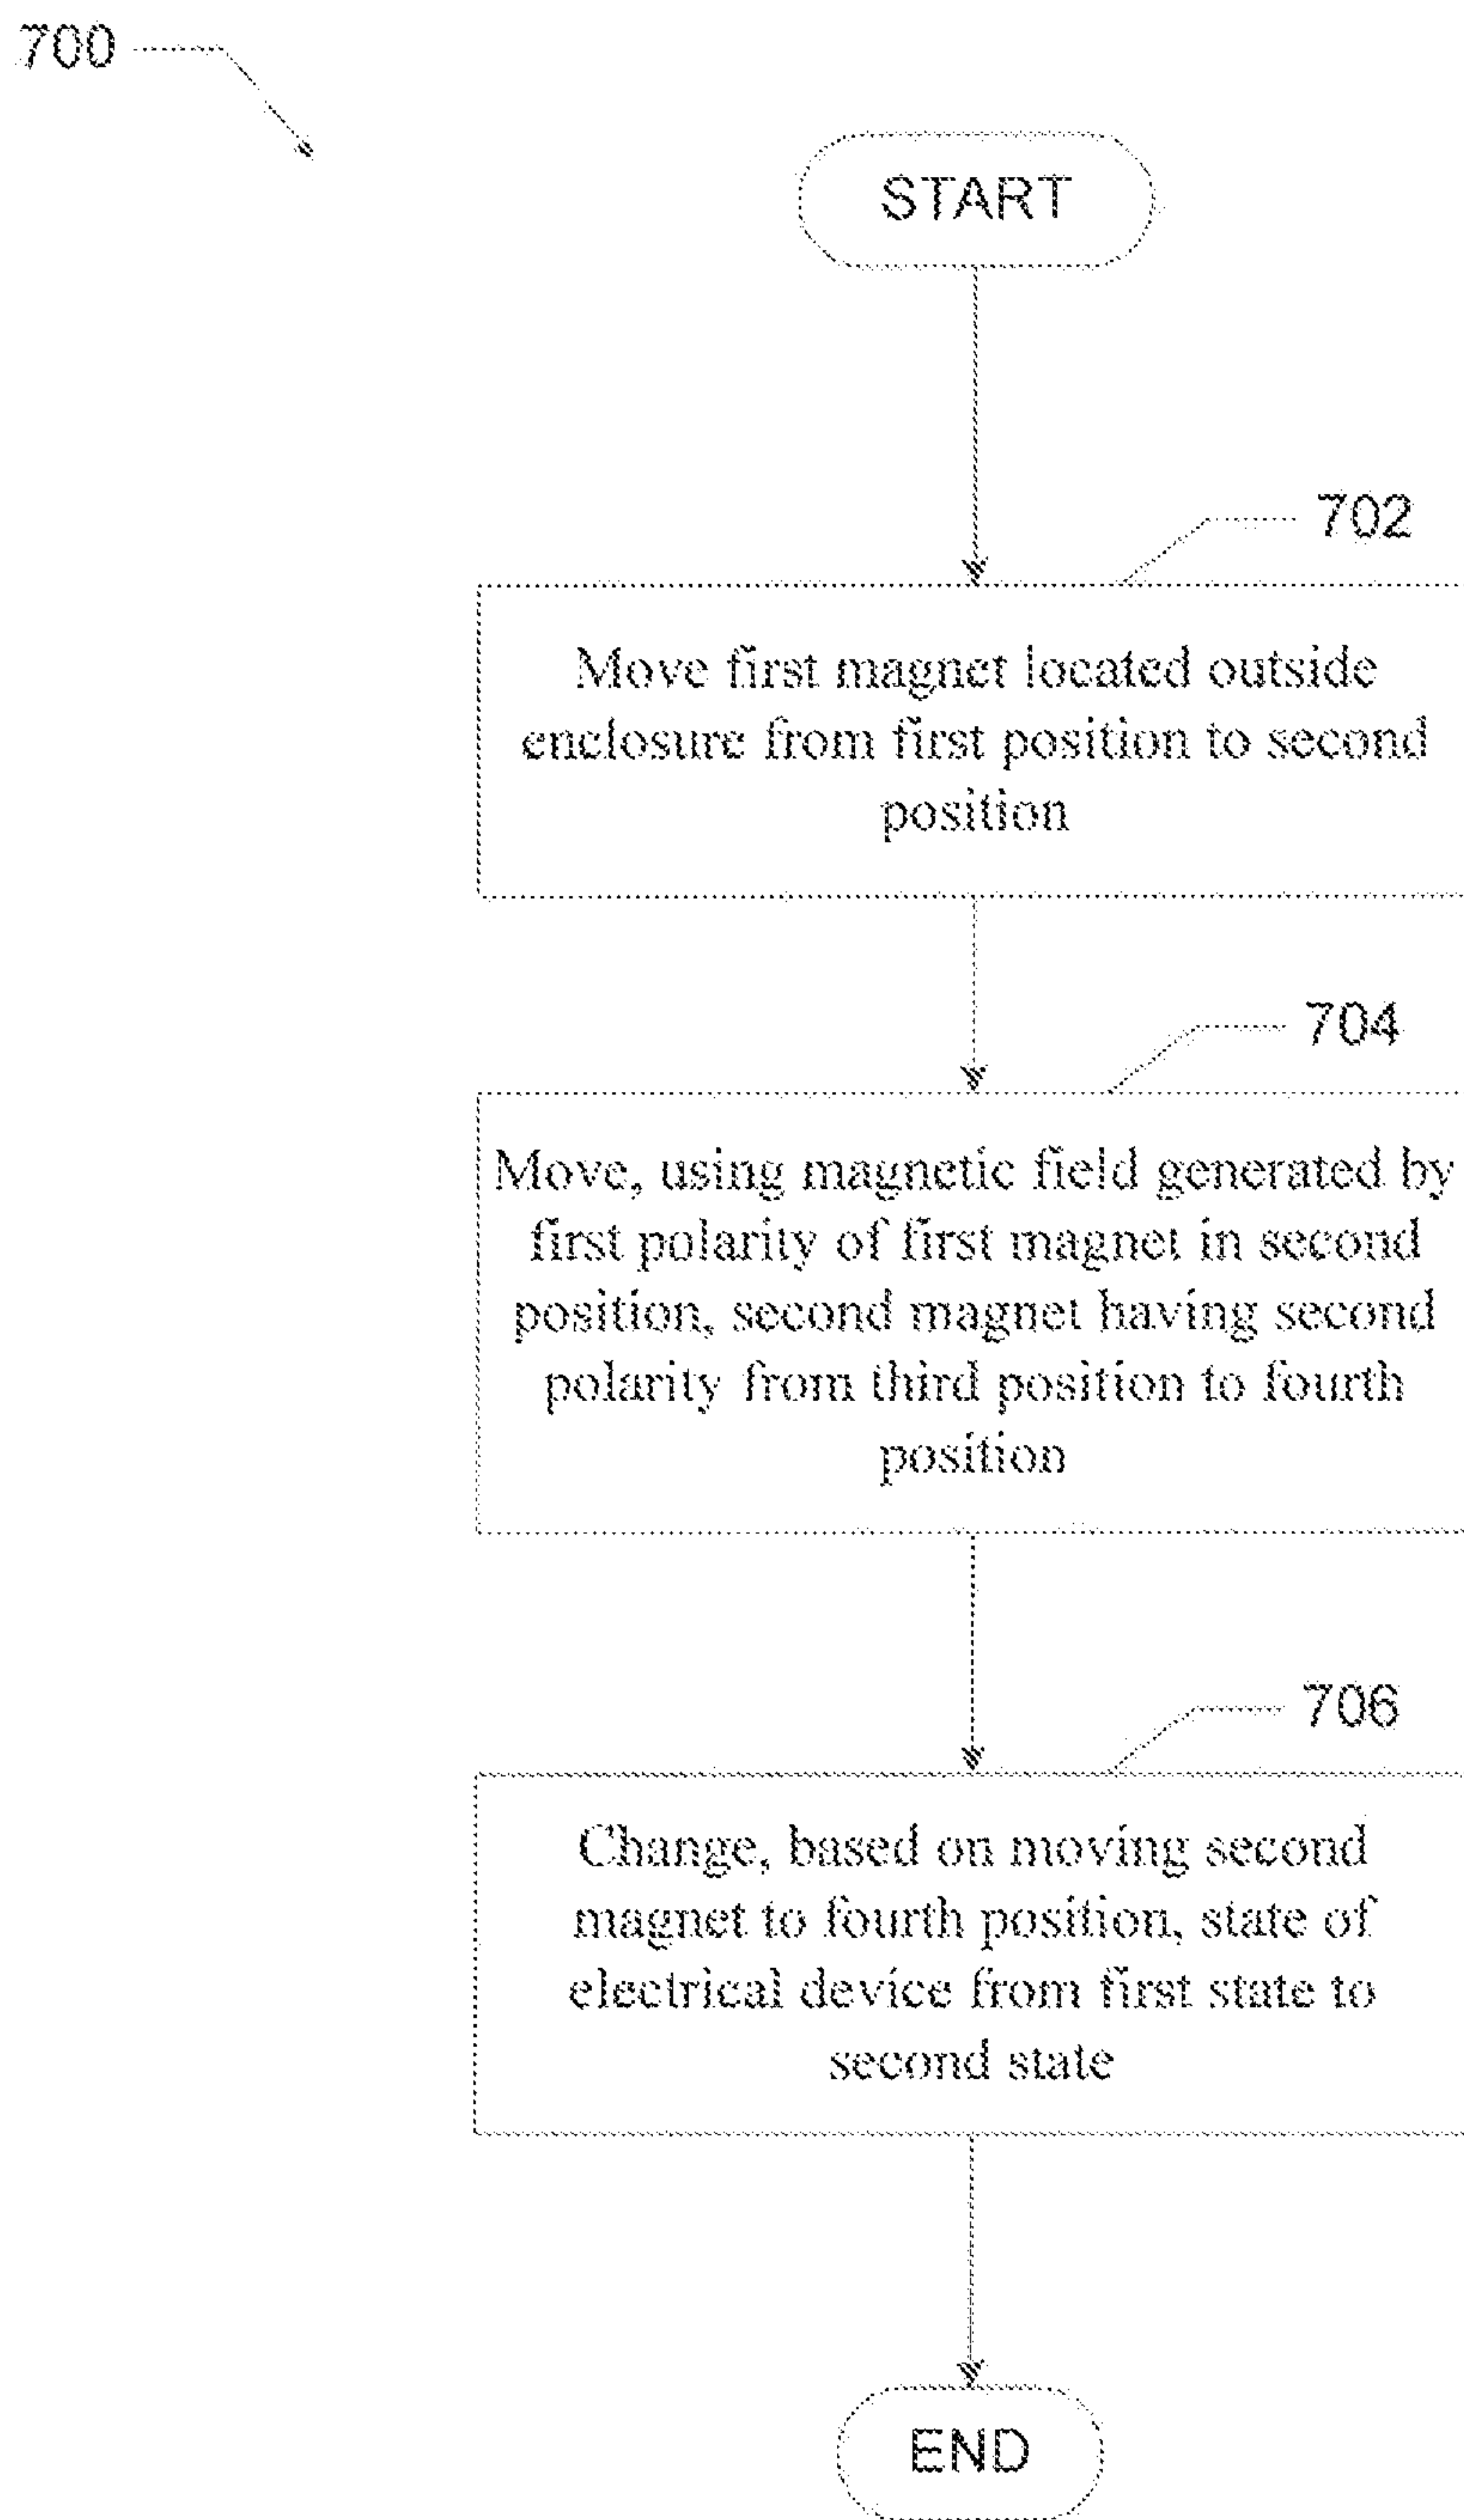 700
START
702
Move first magnet located outside
enclosure from first position to second
position
704
Move, using magnetic field generated by
first polarity of first magnet in second
position, second magnet having second
polarity from third position to fourth
position
706
Change, based on moving second
magnet to fourth position, state of
electrical device from first state to
second state
END